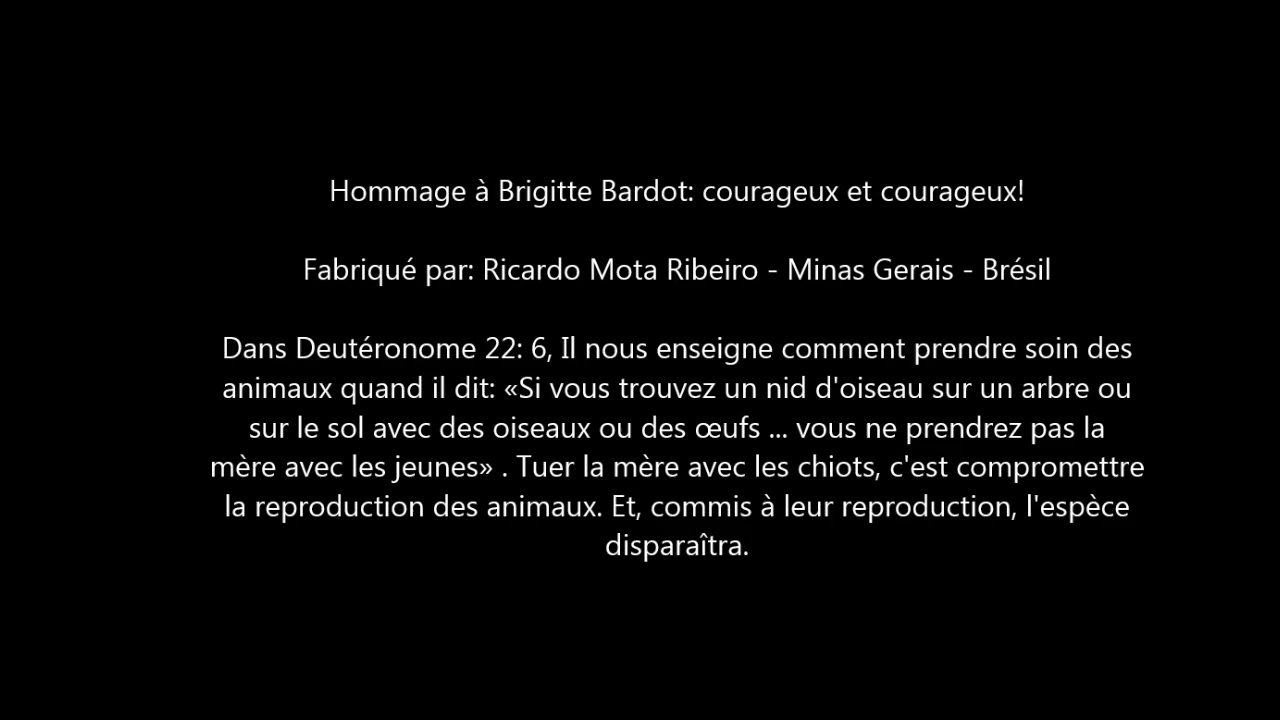 Hommage à Brigitte Bardot: courageux et courageux!
Fabriqué par: Ricardo Mota Ribeiro - Minas Gerais - Brésil
Dans Deutéronome 22: 6, Il nous enseigne comment prendre soin des
animaux quand il dit: «Si vous trouvez un nid d'oiseau sur un arbre ou
sur le sol avec des oiseaux ou des œufs ... vous ne prendrez pas la
mère avec les jeunes» . Tuer la mère avec les chiots, c'est compromettre
la reproduction des animaux. Et, commis à leur reproduction, l'espèce
disparaîtra.